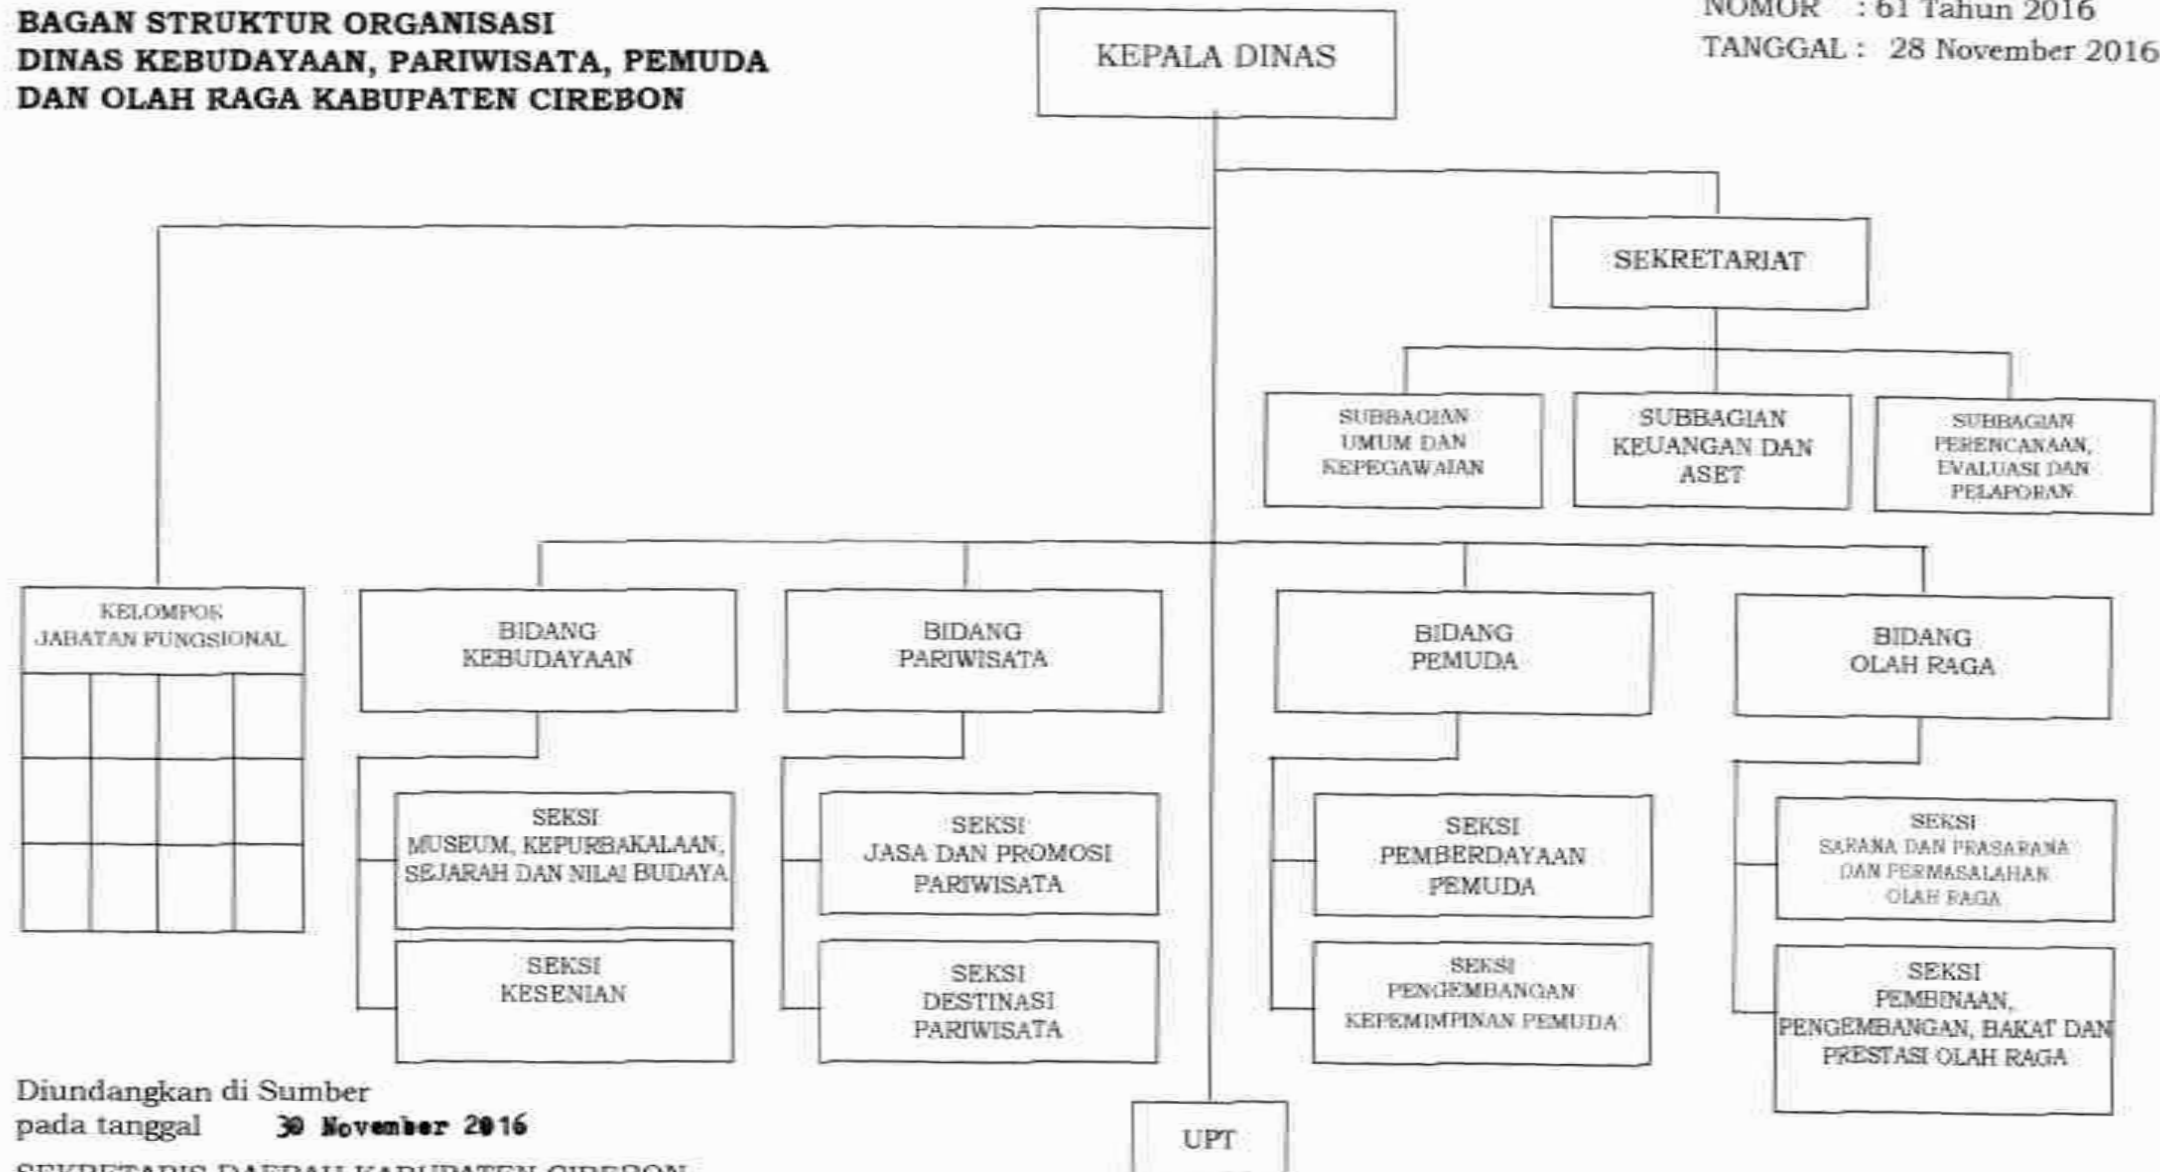 BAGAN STRUKTUR ORGANISASI
DINAS KEBUDAYAAN, PARIWISATA, PEMUDA
DAN OLAH RAGA KABUPATEN CIREBON
KEPALA DINAS
NOMOR : 61 Tahun 2016
TANGGAL : 28 November 2016
SEKRETARIAT
SUBBAGIAN
UMUM DAN
KEPEGAWAIAN
SUBBAGIAN
KEUANGAN DAN
ASET
SUBBAGIAN
PERENCANAAN,
EVALUASI DAN
PELAPORAN
KELOMPOK
JABATAN FUNGSIONAL
BIDANG
KEBUDAYAAN
BIDANG
PARIWISATA
BIDANG
PEMUDA
BIDANG
OLAH RAGA
SEKSI
MUSEUM, KEPURBAKALAAN,
SEJARAH DAN NILAI BUDAYA
SEKSI
JASA DAN PROMOSI
PARIWISATA
SEKSI
PEMBERDAYAAN
PEMUDA
SEKSI
SARANA DAN PRASARANA
DAN PERMASALAHAN
OLAH RAGA
SEKSI
KESENIAN
SEKSI
DESTINASI
PARIWISATA
SEKSI
PENGEMBANGAN
KEPEMIMPINAN PEMUDA
SEKSI
PEMBINAAN,
PENGEMBANGAN, BAKAT DAN
PRESTASI OLAH RAGA
Diundangkan di Sumber
pada tanggal 30 November 2016
UPT
SEKRETARIS DAERAH KABUPATEN CIREBON